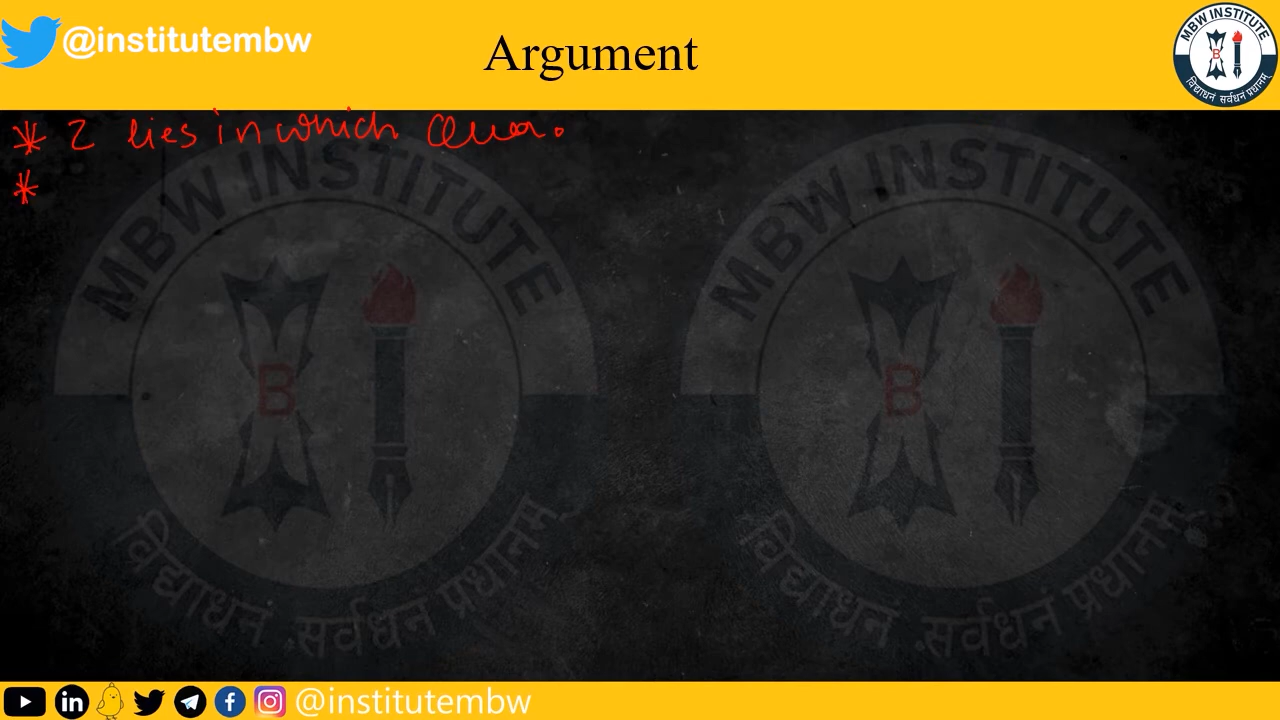 @institutembw
Argument
MBW INSTITUTE
B
विद्याधनं सर्वधनं प्रधानम्
* Z lies in which Qua.
*
MBW INSTITUTE
B
विद्याधनं सर्वधनं प्रधानम्
MBW INSTITUTE
B
विद्याधनं सर्वधनं प्रधानम्
@institutembw